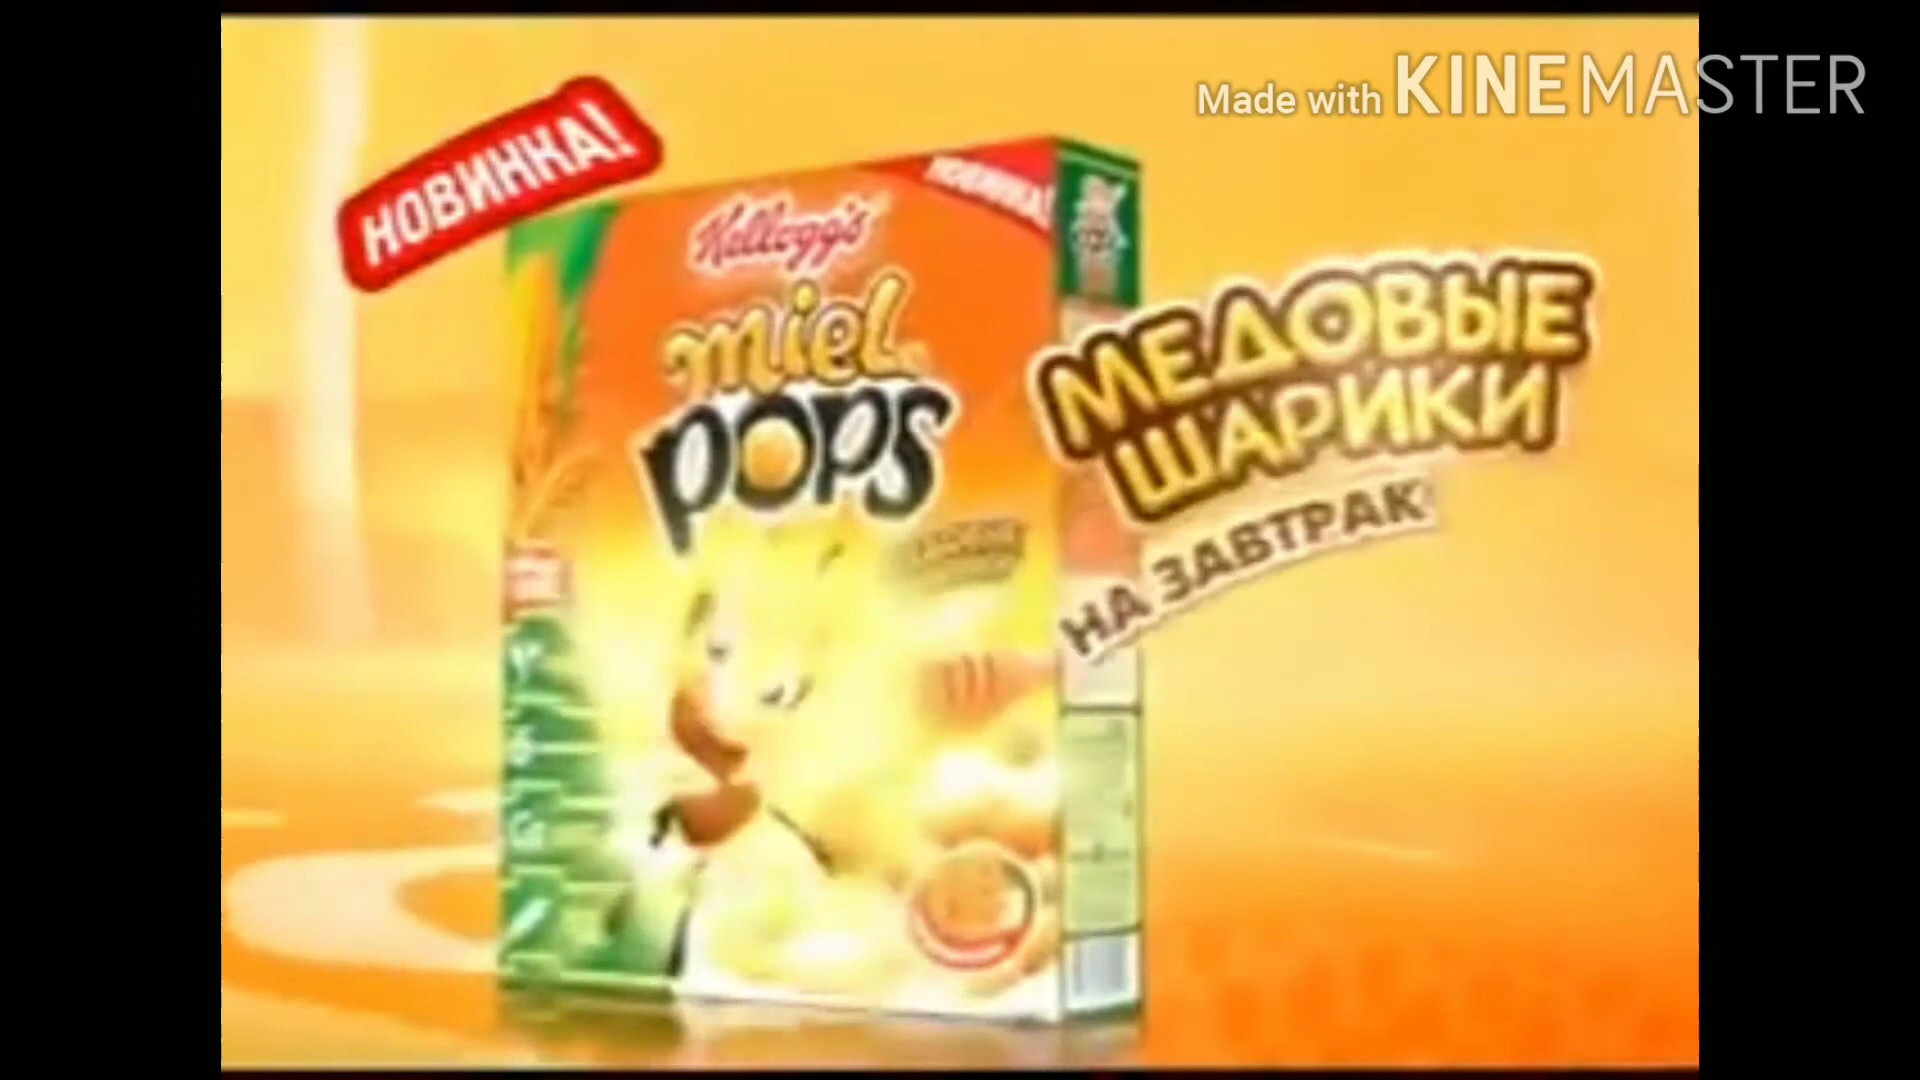 Made with KINEMASTER
НОВИНКА!
НОВИНКА!
Kellogg's
miel
pops
МЕДОВЫЕ
ШАРИКИ
НА ЗАВТРАК